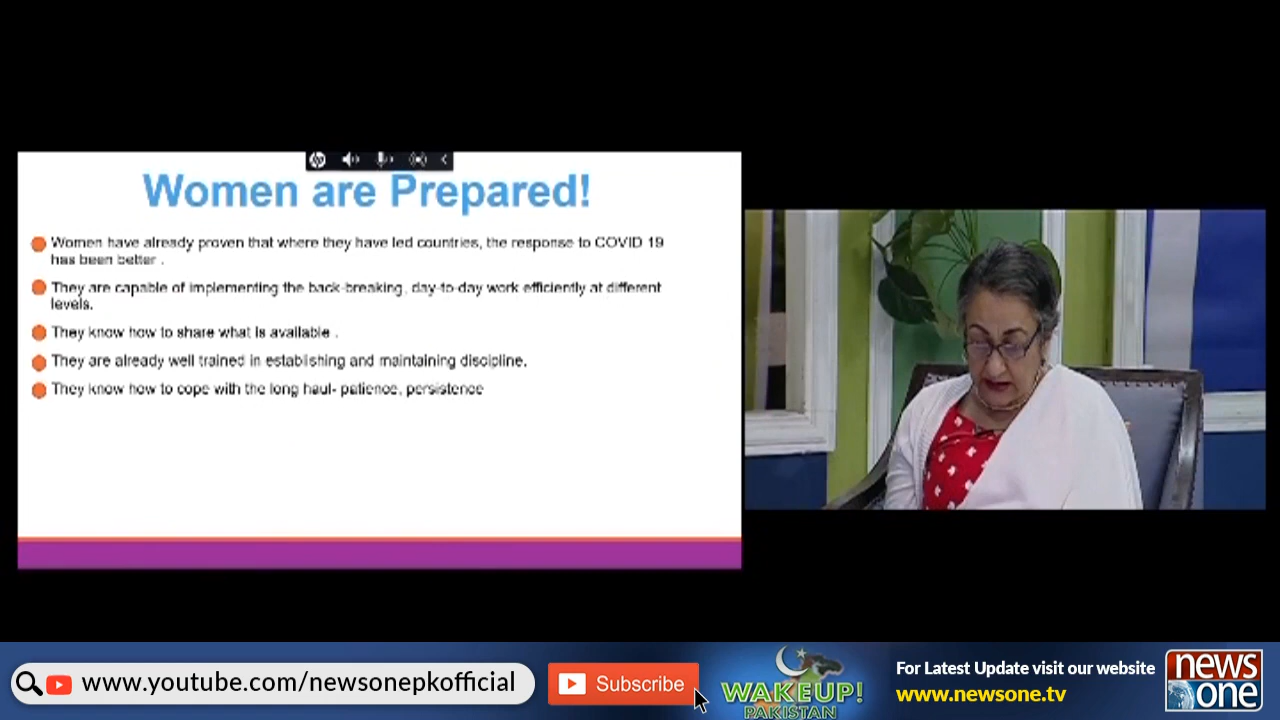 Women are Prepared!
Women have already proven that where they have led countries, the response to COVID 19
has been better .
They are capable of implementing the back-breaking, day-to-day work efficiently at different
levels.
They know how to share what is available .
They are already well trained in establishing and maintaining discipline.
They know how to cope with the long haul- patience, persistence
www.youtube.com/newsonepkofficial
Subscribe
WAKEUP!
PAKISTAN
For Latest Update visit our website
www.newsone.tv
news
one